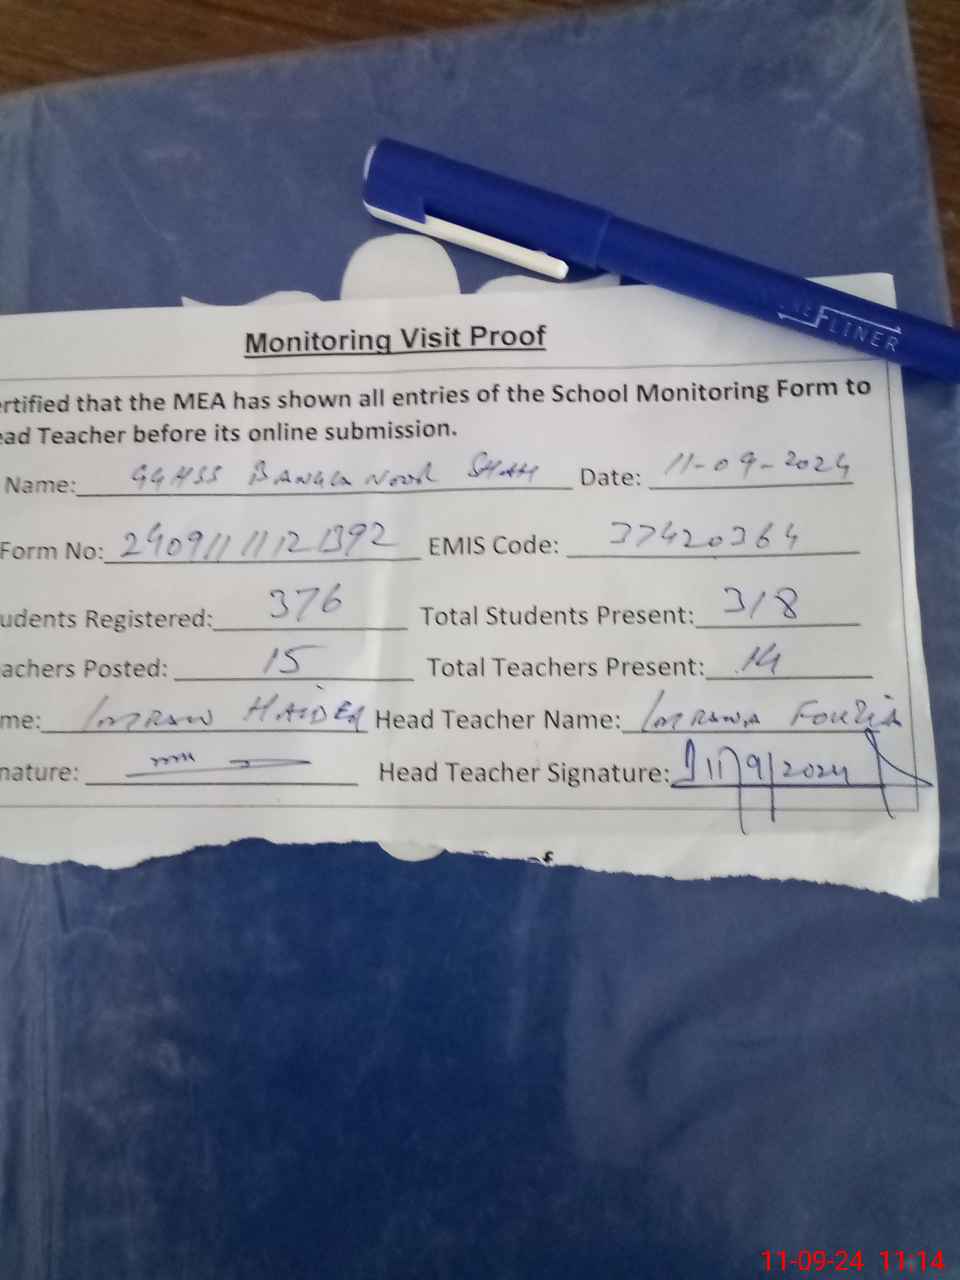 Monitoring Visit Proof
ertified that the MEA has shown all entries of the School Monitoring Form to
ead Teacher before its online submission.
Name: GGHSS BANGLA NOOR SHAH Date: 11-09-2024
Form No: 24091111121392 EMIS Code: 37420364
udents Registered: 376 Total Students Present: 318
achers Posted: 15 Total Teachers Present: 14
me: IMRAN HAIDER Head Teacher Name: IMRANA FOUZIA
nature: Head Teacher Signature: 11/9/2024
FINELINER
11-09-24 11:14